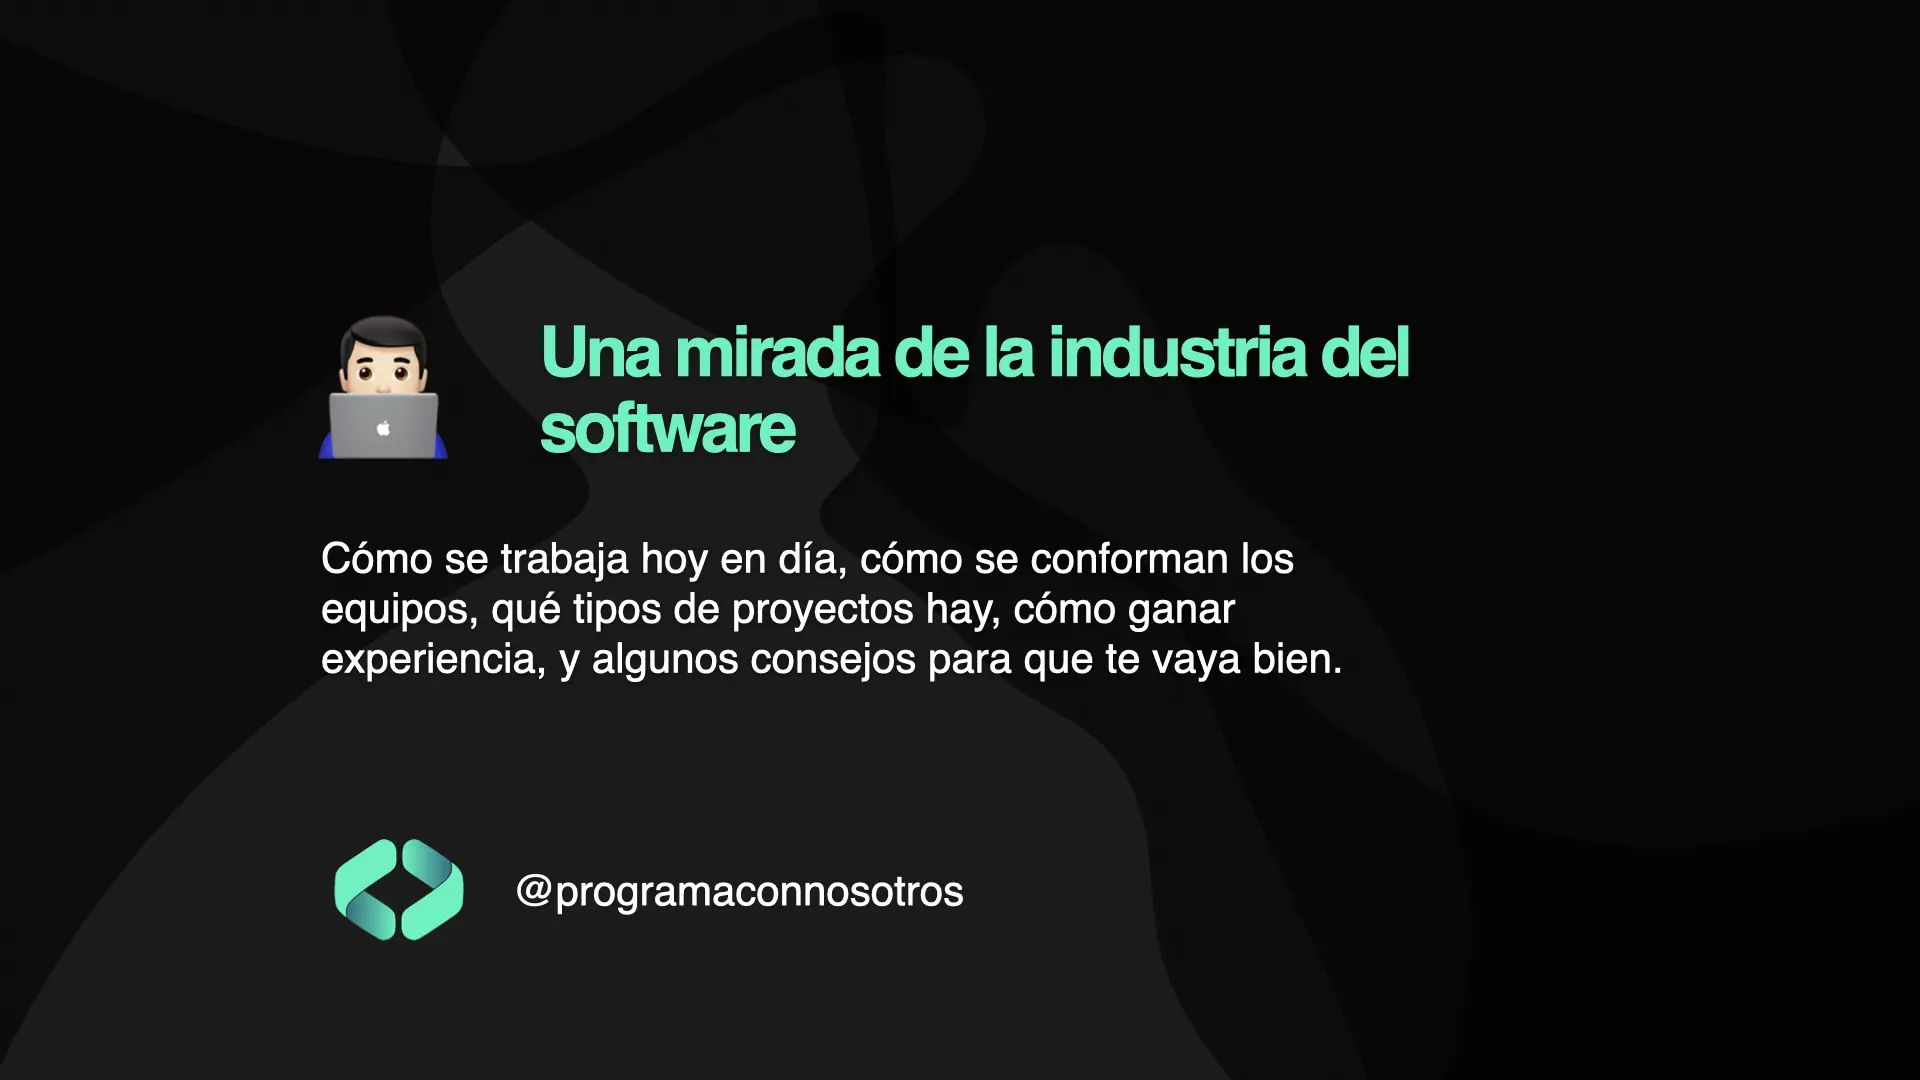 Una mirada de la industria del
software
Cómo se trabaja hoy en día, cómo se conforman los
equipos, qué tipos de proyectos hay, cómo ganar
experiencia, y algunos consejos para que te vaya bien.
@programaconnosotros